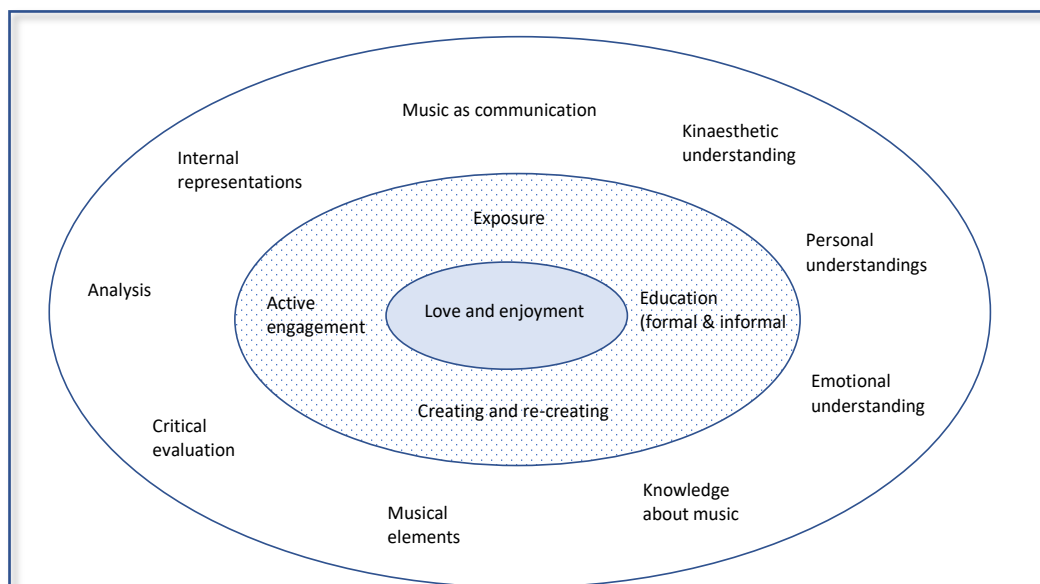 Music as communication
Kinaesthetic
understanding
Internal
representations
Exposure
Personal
understandings
Analysis
Active
engagement
Love and enjoyment
Education
(formal & informal
Emotional
understanding
Creating and re-creating
Critical
evaluation
Knowledge
about music
Musical
elements